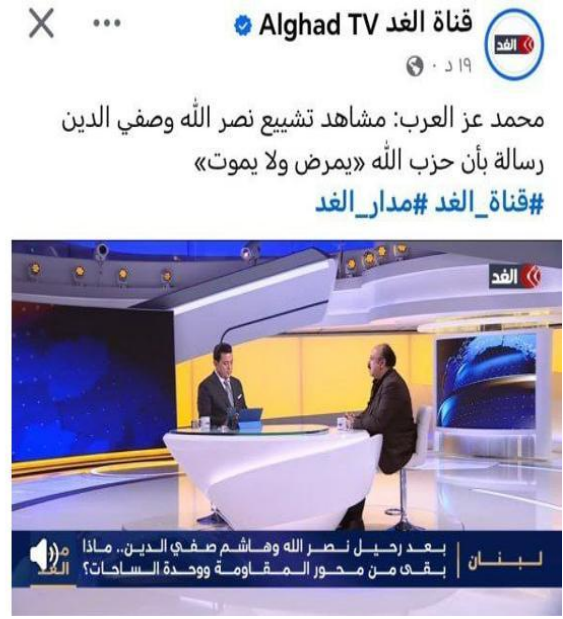 قناة الغد Alghad TV
١٩ د ·
الغد
محمد عز العرب: مشاهد تشييع نصر الله وصفي الدين
رسالة بأن حزب الله «يمرض ولا يموت»
#قناة_الغد #مدار_الغد
الغد
لبنان
بعد رحيل نصر الله وهاشم صفي الدين.. ماذا
بقى من محور المقاومة ووحدة الساحات؟
الغد